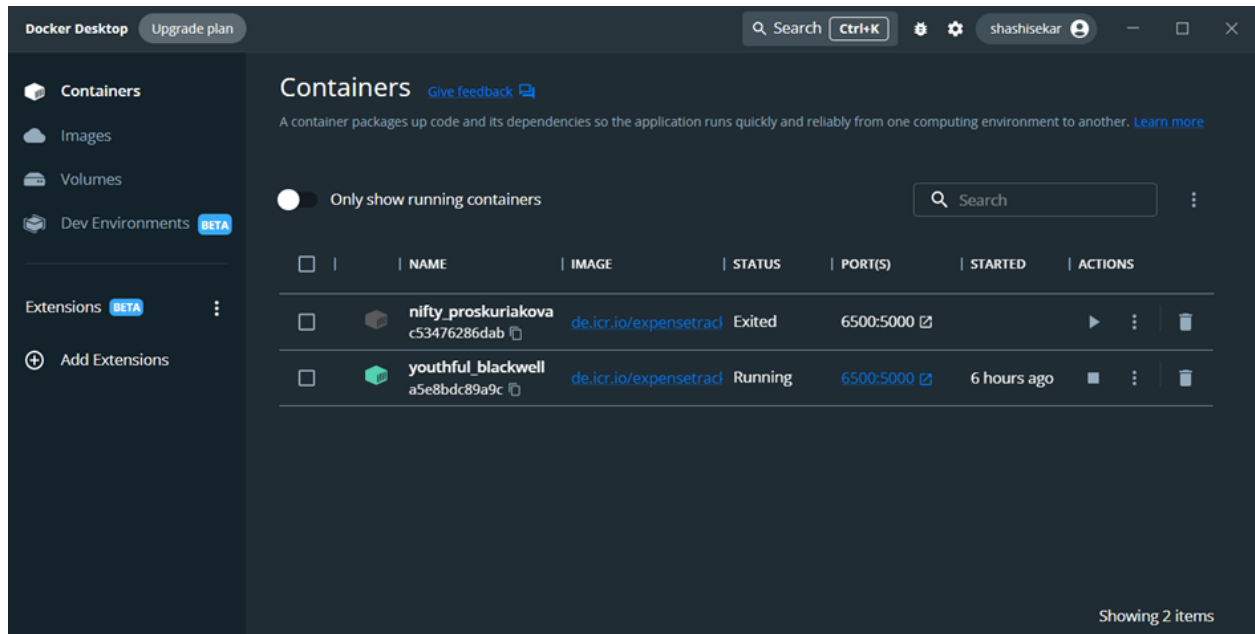 Docker Desktop Upgrade plan Search Ctrl+K shashisekar
Containers
Images
Volumes
Dev Environments BETA
Extensions BETA
Add Extensions
Containers Give feedback
A container packages up code and its dependencies so the application runs quickly and reliably from one computing environment to another. Learn more
Only show running containers Search
NAME IMAGE STATUS PORT(S) STARTED ACTIONS
nifty_proskuriakova
c53476286dab
de.icr.io/expensetrack Exited 6500:5000
youthful_blackwell
a5e8bdc89a9c
de.icr.io/expensetrack Running 6500:5000 6 hours ago
Showing 2 items